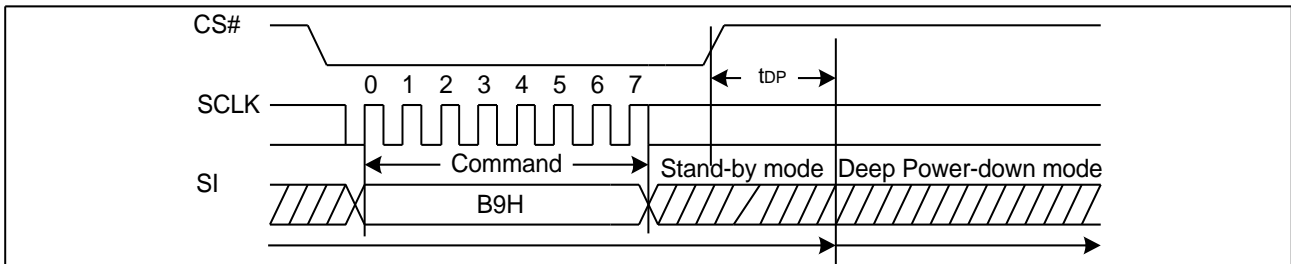 CS#
tDP
0 1 2 3 4 5 6 7
SCLK
Command
Stand-by mode Deep Power-down mode
SI
B9H